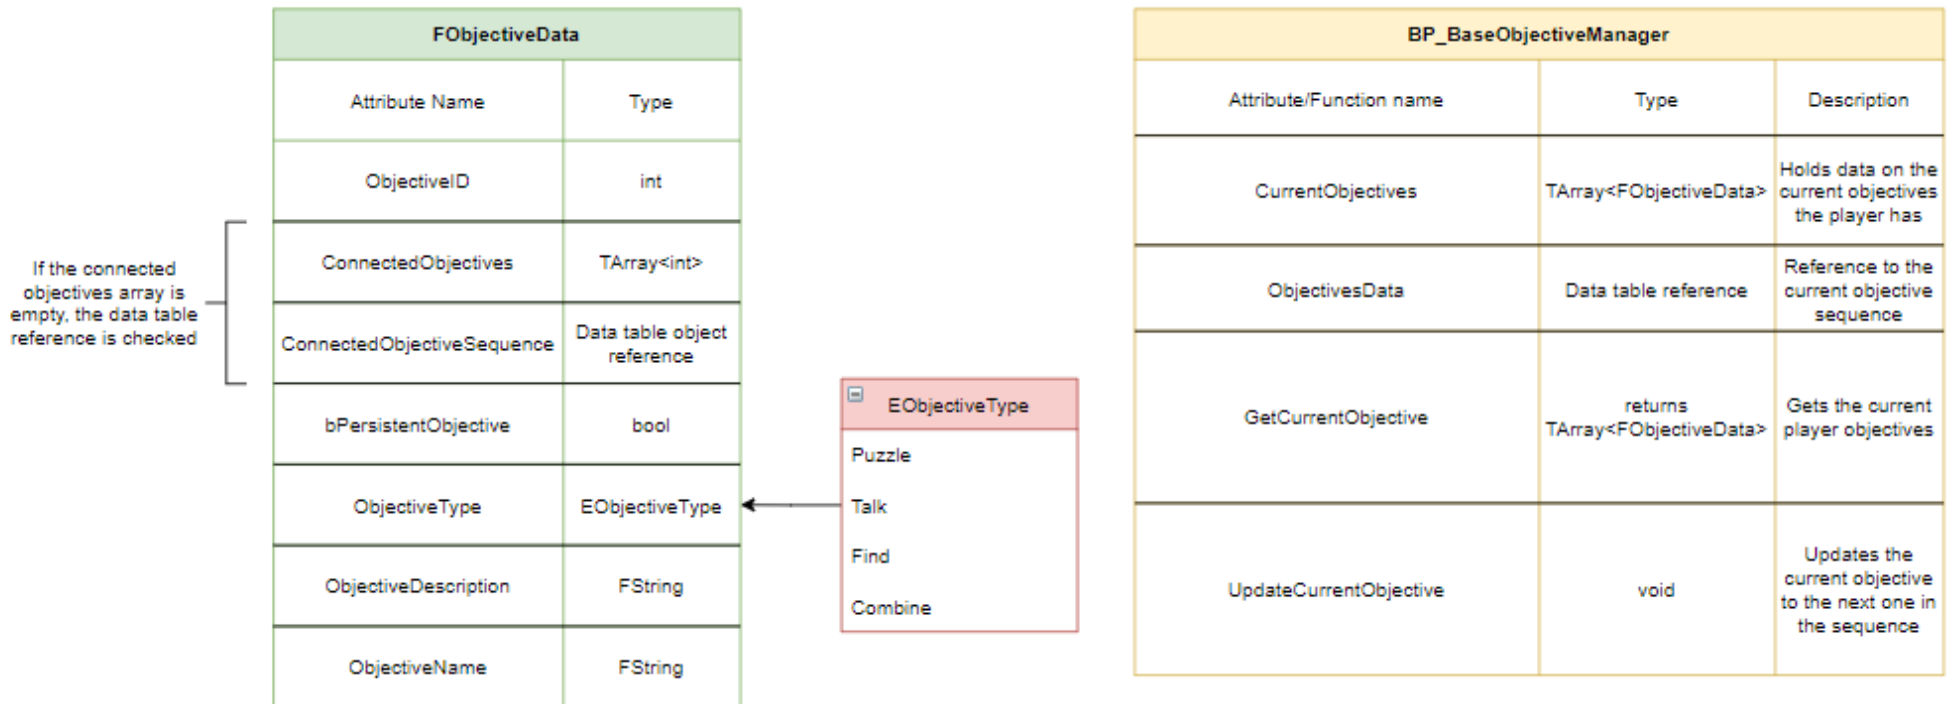 If the connected
objectives array is
empty, the data table
reference is checked
FObjectiveData
Attribute Name
Type
ObjectiveID
int
ConnectedObjectives
TArray<int>
ConnectedObjectiveSequence
Data table object
reference
bPersistentObjective
bool
ObjectiveType
EObjectiveType
ObjectiveDescription
FString
ObjectiveName
FString
EObjectiveType
Puzzle
Talk
Find
Combine
BP_BaseObjectiveManager
Attribute/Function name
Type
Description
CurrentObjectives
TArray<FObjectiveData>
Holds data on the
current objectives
the player has
ObjectivesData
Data table reference
Reference to the
current objective
sequence
GetCurrentObjective
returns
TArray<FObjectiveData>
Gets the current
player objectives
UpdateCurrentObjective
void
Updates the
current objective
to the next one in
the sequence